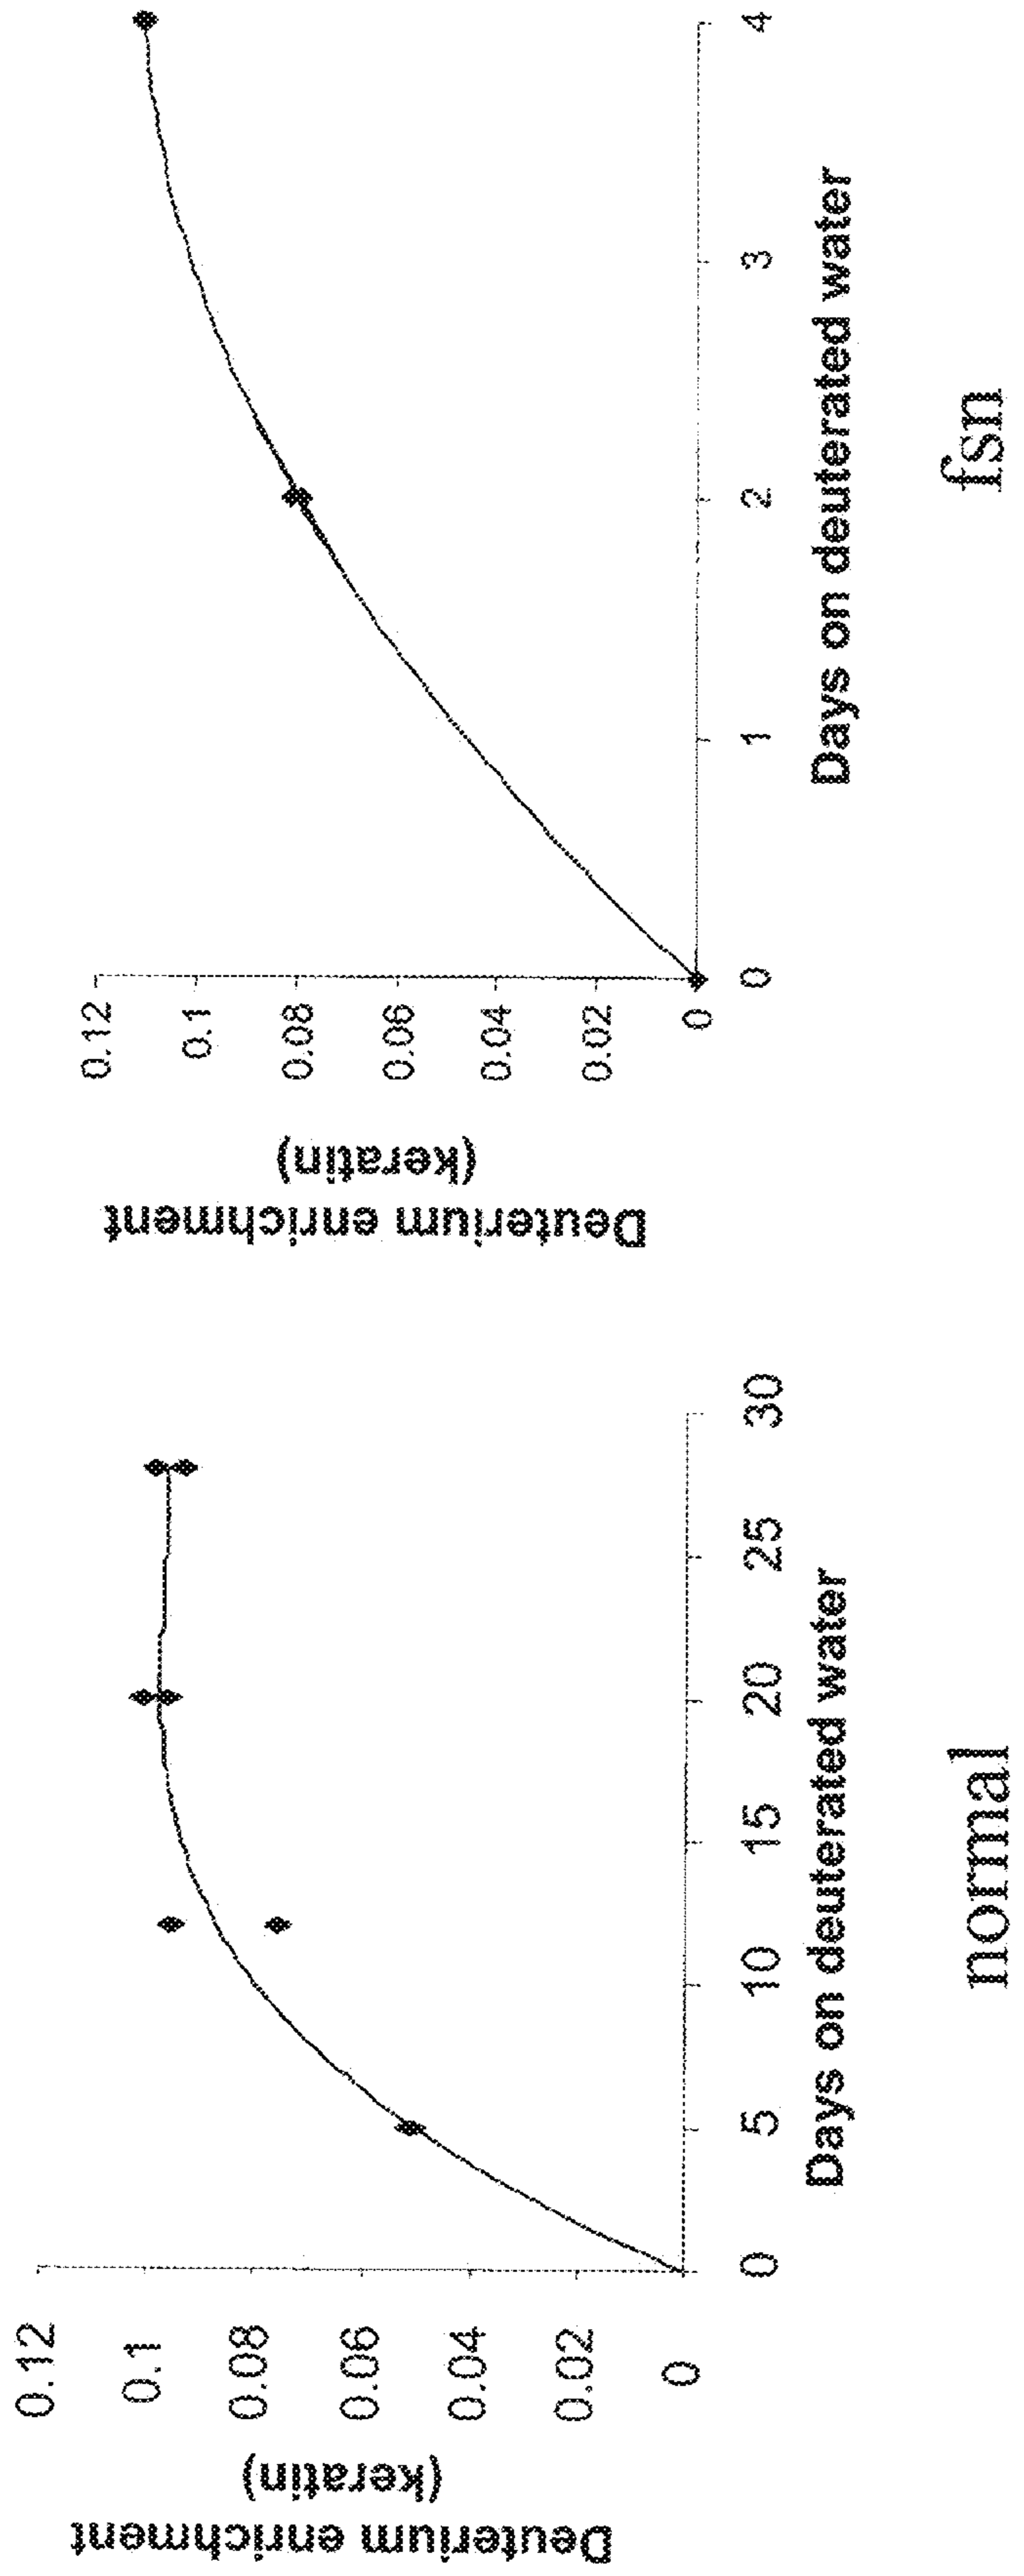 Deuterium enrichment
(keratin)
0.12
0.1
0.08
0.06
0.04
0.02
0
0 5 10 15 20 25 30
Days on deuterated water
normal
Deuterium enrichment
(keratin)
0.12
0.1
0.08
0.06
0.04
0.02
0
0 1 2 3 4
Days on deuterated water
fsn